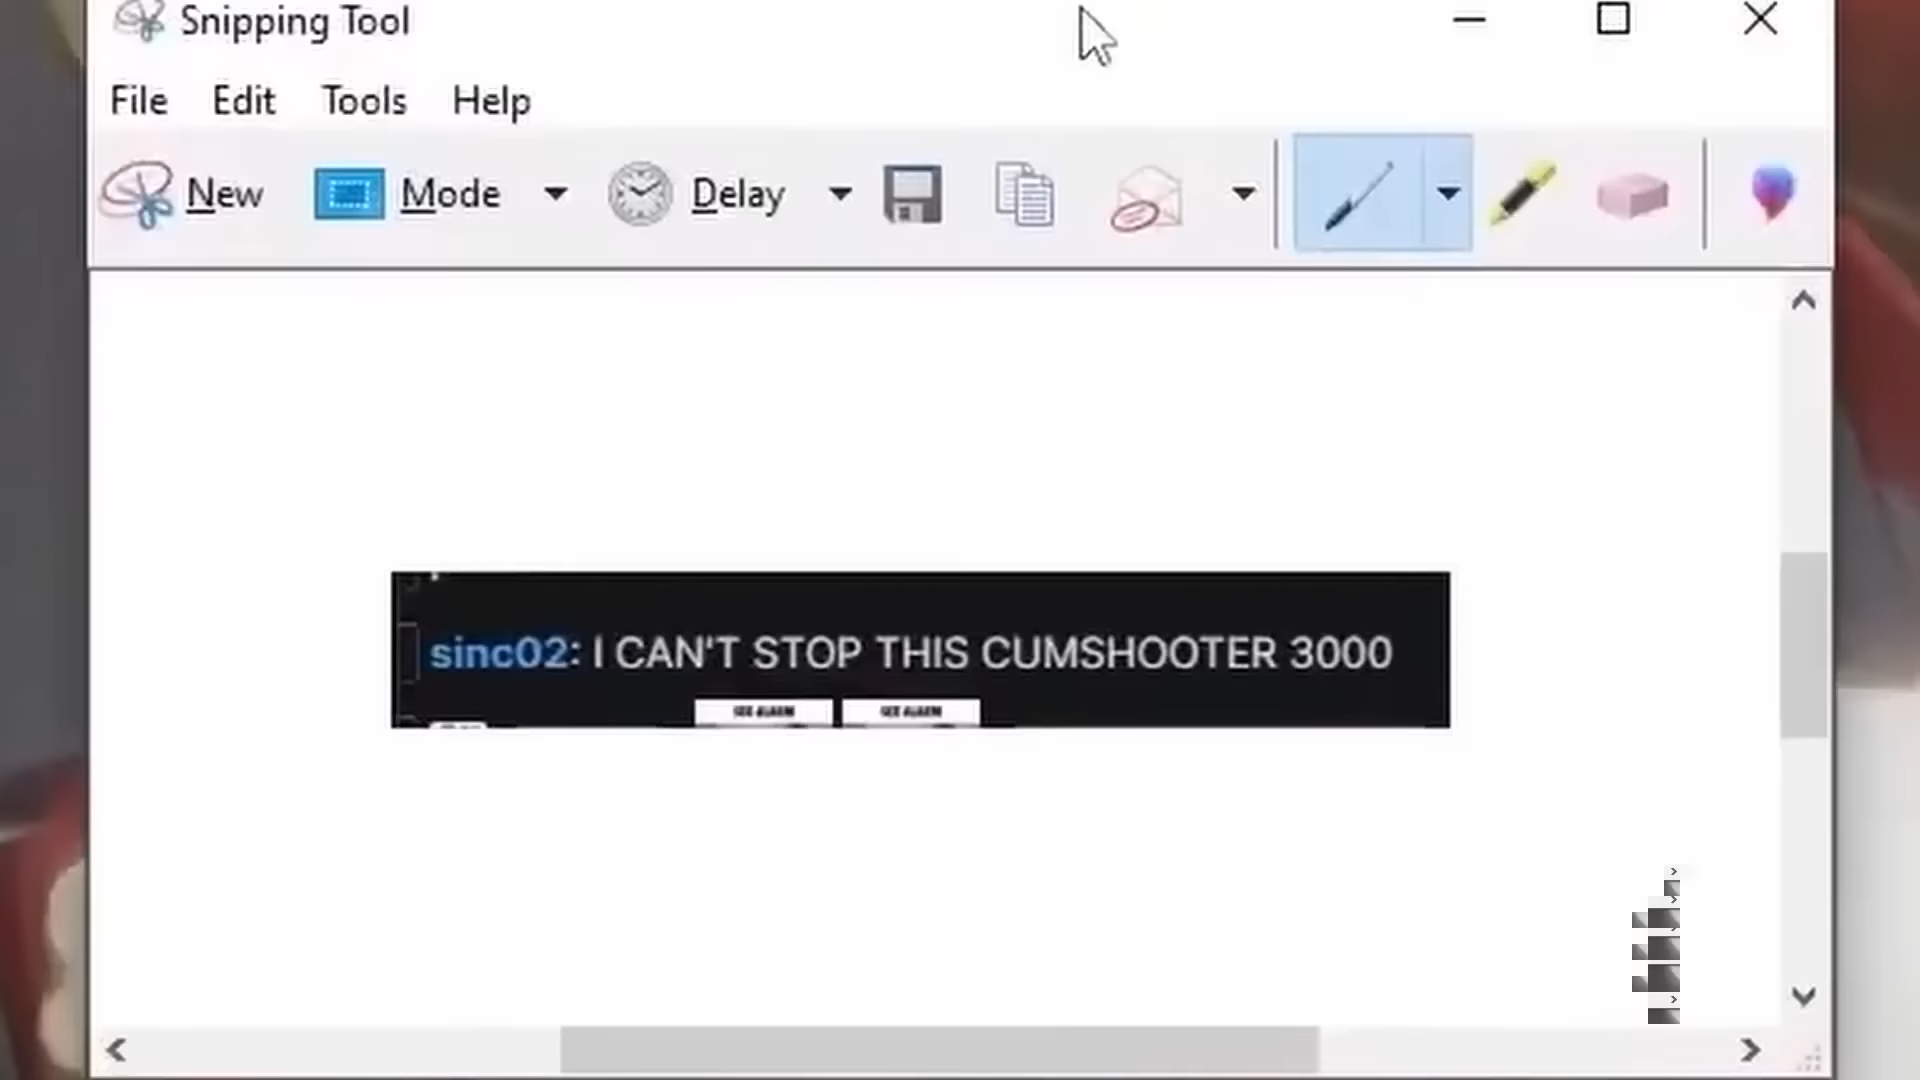 Snipping Tool
File Edit Tools Help
New Mode Delay
sinc02: I CAN'T STOP THIS CUMSHOOTER 3000